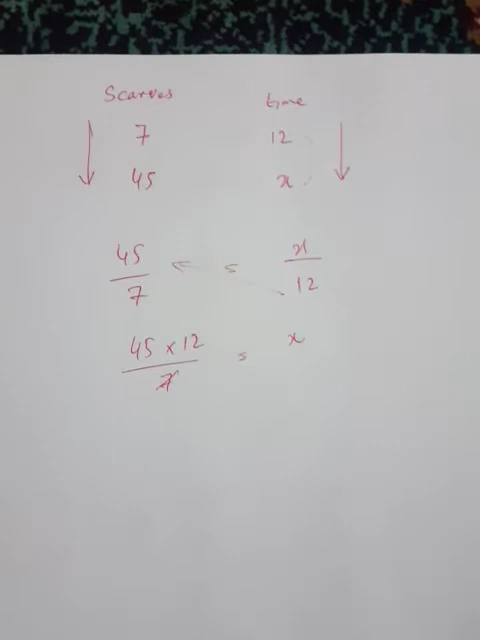 Scarves time
7 12
45 x
45/7 = x/12
45 x 12/7 = x